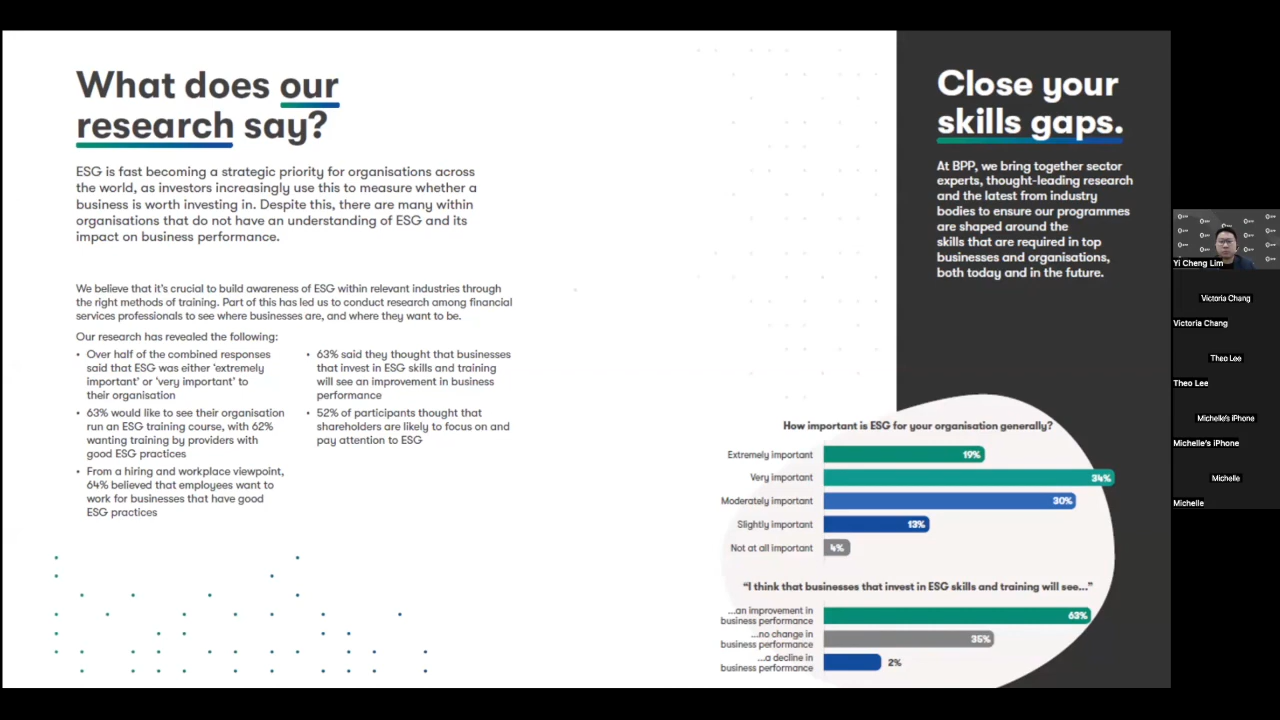 What does our
research say?
ESG is fast becoming a strategic priority for organisations across
the world, as investors increasingly use this to measure whether a
business is worth investing in. Despite this, there are many within
organisations that do not have an understanding of ESG and its
impact on business performance.
We believe that it's crucial to build awareness of ESG within relevant industries through
the right methods of training. Part of this has led us to conduct research among financial
services professionals to see where businesses are, and where they want to be.
Our research has revealed the following:
• Over half of the combined responses
said that ESG was either 'extremely
important' or 'very important' to
their organisation
• 63% would like to see their organisation
run an ESG training course, with 62%
wanting training by providers with
good ESG practices
• From a hiring and workplace viewpoint,
64% believed that employees want to
work for businesses that have good
ESG practices
• 63% said they thought that businesses
that invest in ESG skills and training
will see an improvement in business
performance
• 52% of participants thought that
shareholders are likely to focus on and
pay attention to ESG
Close your
skills gaps.
At BPP, we bring together sector
experts, thought-leading research
and the latest from industry
bodies to ensure our programmes
are shaped around the
skills that are required in top
businesses and organisations,
both today and in the future.
How important is ESG for your organisation generally?
Extremely important 19%
Very important 34%
Moderately important 30%
Slightly important 13%
Not at all important 4%
"I think that businesses that invest in ESG skills and training will see..."
...an improvement in
business performance 63%
...no change in
business performance 35%
...a decline in
business performance 2%
Yi Cheng Lim
Victoria Chang
Victoria Chang
Theo Lee
Theo Lee
Michelle's iPhone
Michelle's iPhone
Michelle
Michelle